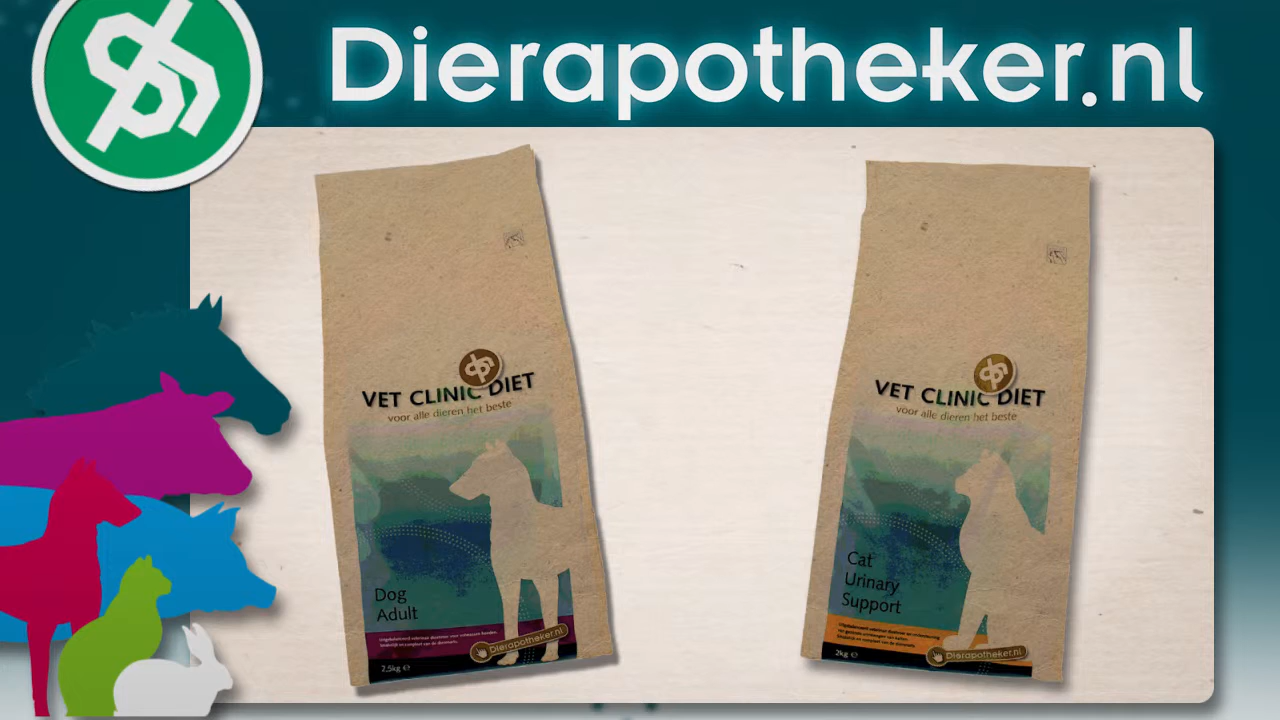 Dierapotheker.nl
VET CLINIC DIET
voor alle dieren het beste
Dog
Adult
Dierapotheker.nl
2,5kg ℮
VET CLINIC DIET
voor alle dieren het beste
Cat
Urinary
Support
Dierapotheker.nl
2kg ℮